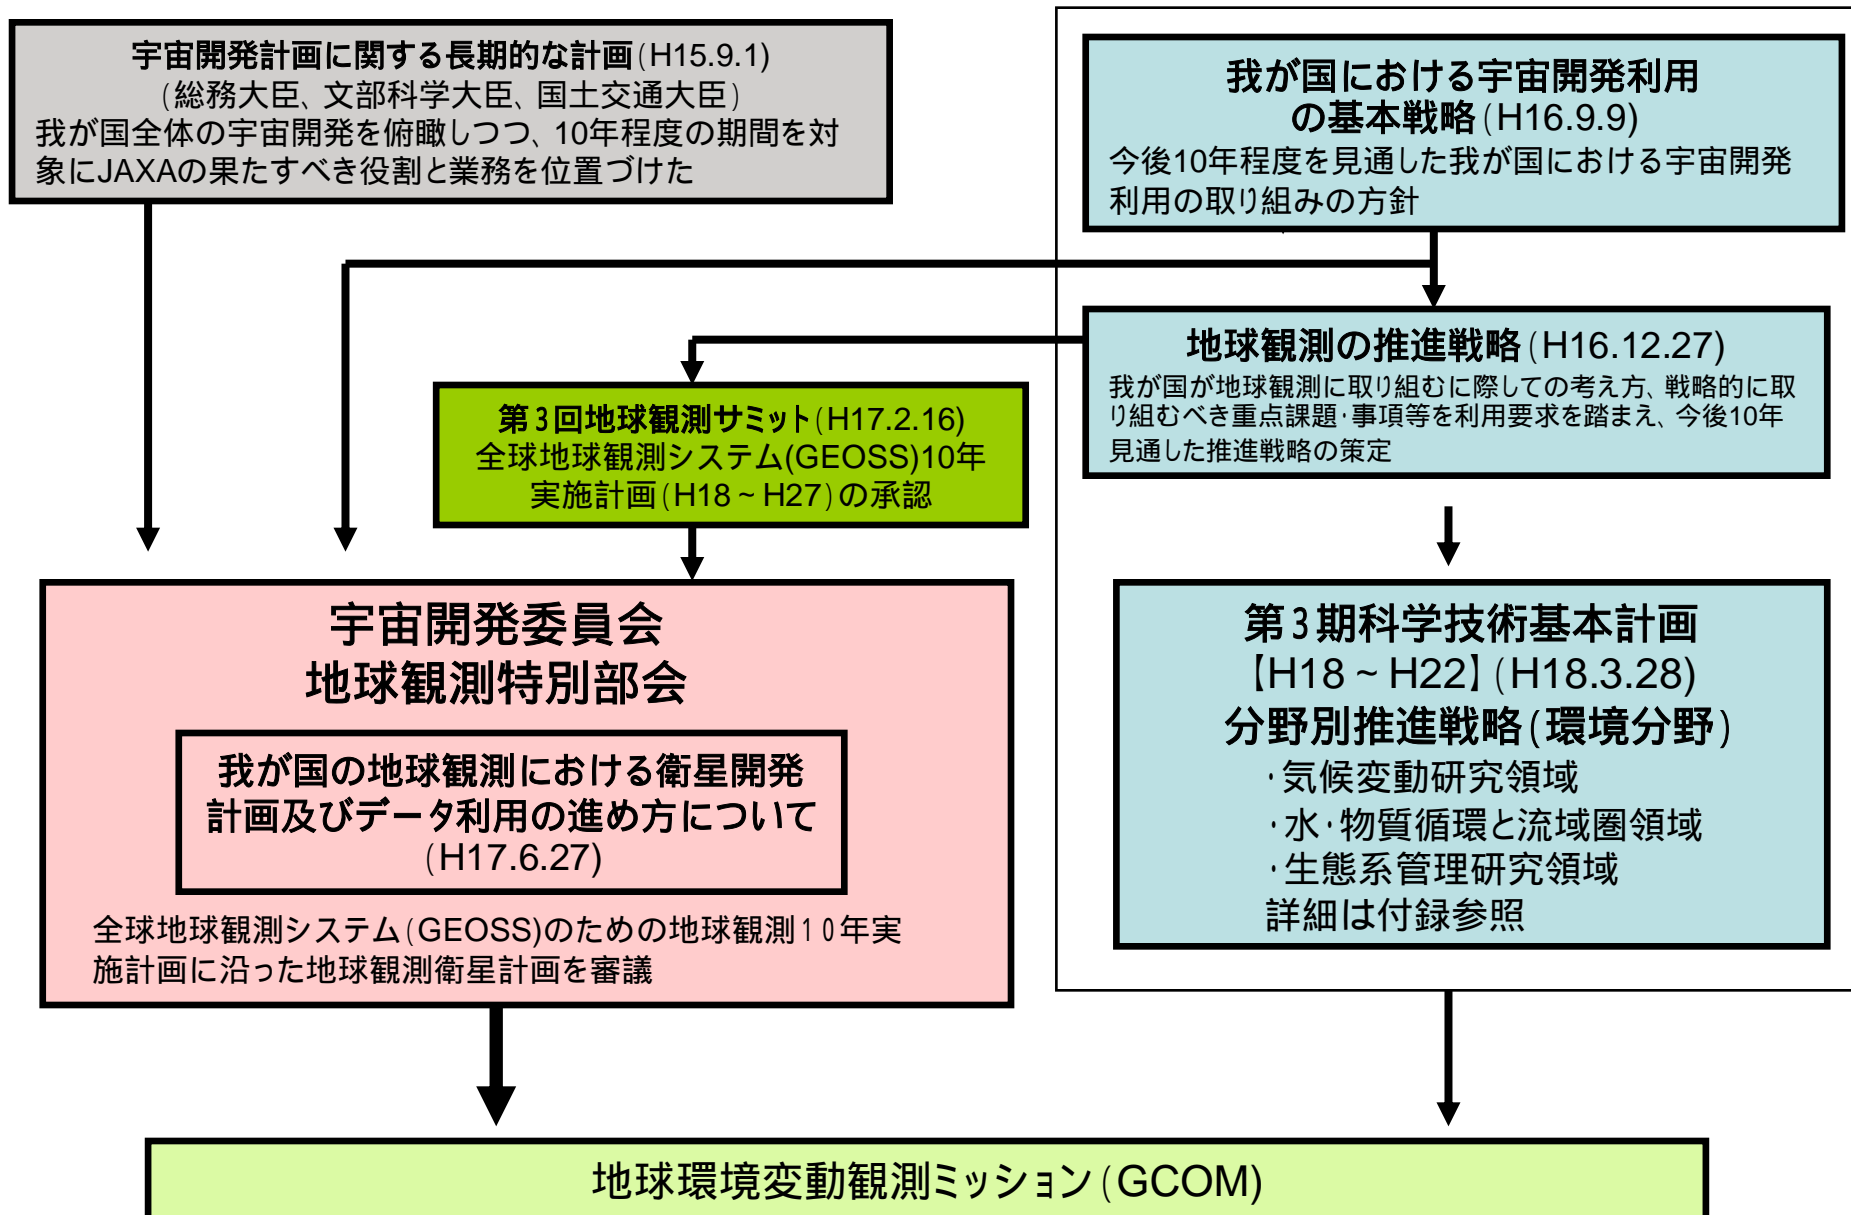 宇宙開発計画に関する長期的な計画(H15.9.1)
(総務大臣、文部科学大臣、国土交通大臣)
我が国全体の宇宙開発を俯瞰しつつ、10年程度の期間を対
象にJAXAの果たすべき役割と業務を位置づけた
我が国における宇宙開発利用
の基本戦略(H16.9.9)
今後10年程度を見通した我が国における宇宙開発
利用の取り組みの方針
地球観測の推進戦略(H16.12.27)
我が国が地球観測に取り組むに際しての考え方、戦略的に取
り組むべき重点課題・事項等を利用要求を踏まえ、今後10年
見通した推進戦略の策定
第3回地球観測サミット(H17.2.16)
全球地球観測システム(GEOSS)10年
実施計画(H18~H27)の承認
宇宙開発委員会
地球観測特別部会
我が国の地球観測における衛星開発
計画及びデータ利用の進め方について
(H17.6.27)
全球地球観測システム(GEOSS)のための地球観測10年実
施計画に沿った地球観測衛星計画を審議
第3期科学技術基本計画
【H18~H22】(H18.3.28)
分野別推進戦略(環境分野)
・気候変動研究領域
・水・物質循環と流域圏領域
・生態系管理研究領域
詳細は付録参照
地球環境変動観測ミッション(GCOM)